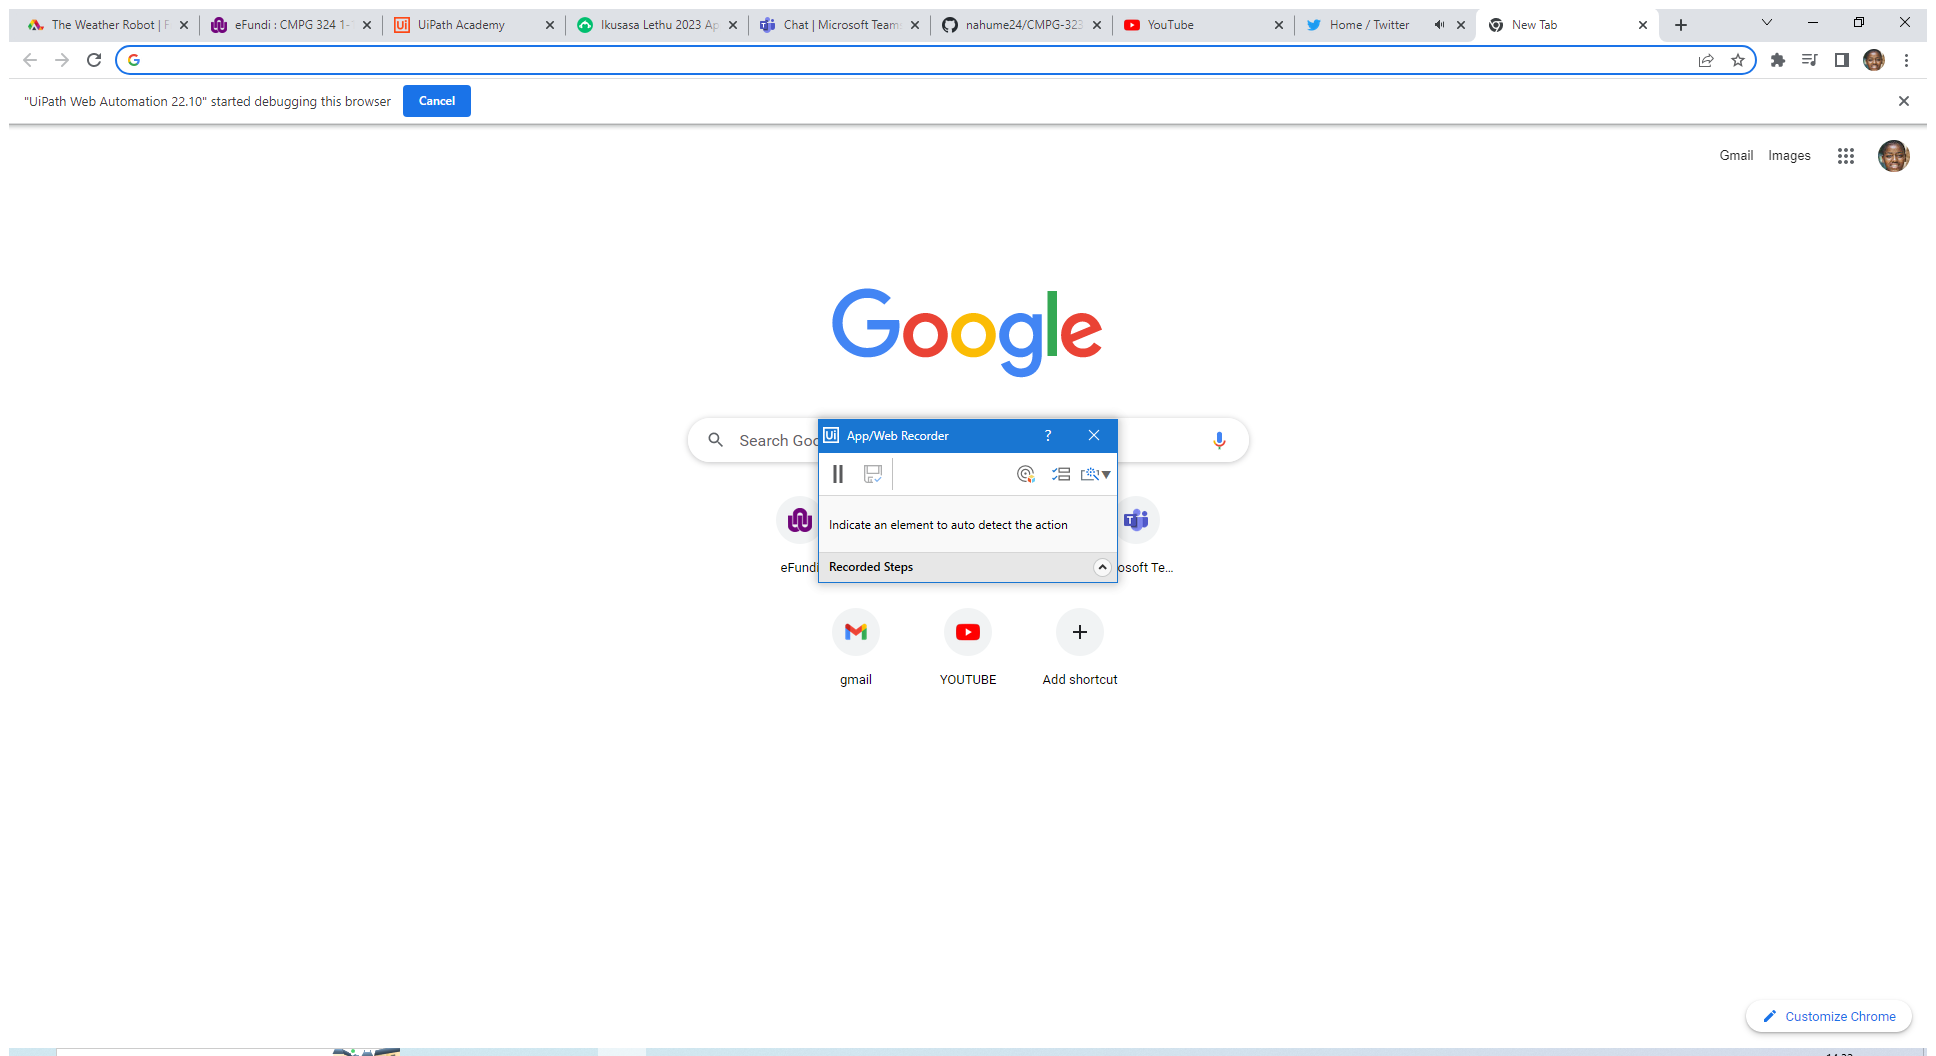 The Weather Robot | F
eFundi : CMPG 324 1-
UiPath Academy
Ikusasa Lethu 2023 Ap
Chat | Microsoft Teams
nahume24/CMPG-323
YouTube
Home / Twitter
New Tab
"UiPath Web Automation 22.10" started debugging this browser
Cancel
Gmail
Images
Google
Search Goo
Ui
App/Web Recorder
?
Indicate an element to auto detect the action
Recorded Steps
eFundi
osoft Te...
gmail
YOUTUBE
Add shortcut
Customize Chrome